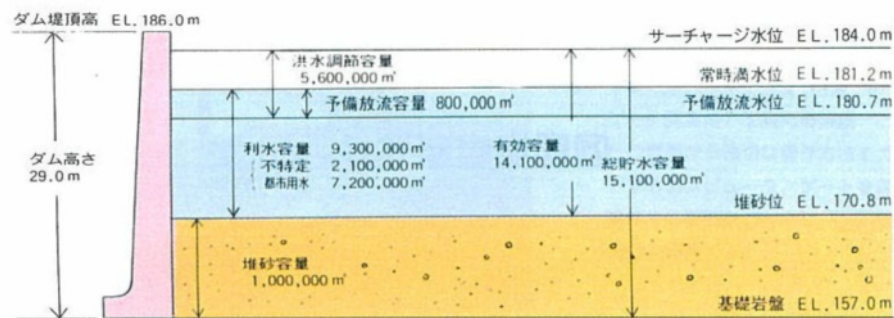 ダム堤頂高 EL.186.0m
サーチャージ水位 EL.184.0m
洪水調節容量
5,600,000㎥
常時満水位 EL.181.2m
予備放流容量 800,000㎥
予備放流水位 EL.180.7m
ダム高さ
29.0m
利水容量 9,300,000㎥
不特定 2,100,000㎥
都市用水 7,200,000㎥
有効容量
14,100,000㎥
総貯水容量
15,100,000㎥
堆砂位 EL.170.8m
堆砂容量
1,000,000㎥
基礎岩盤 EL.157.0m